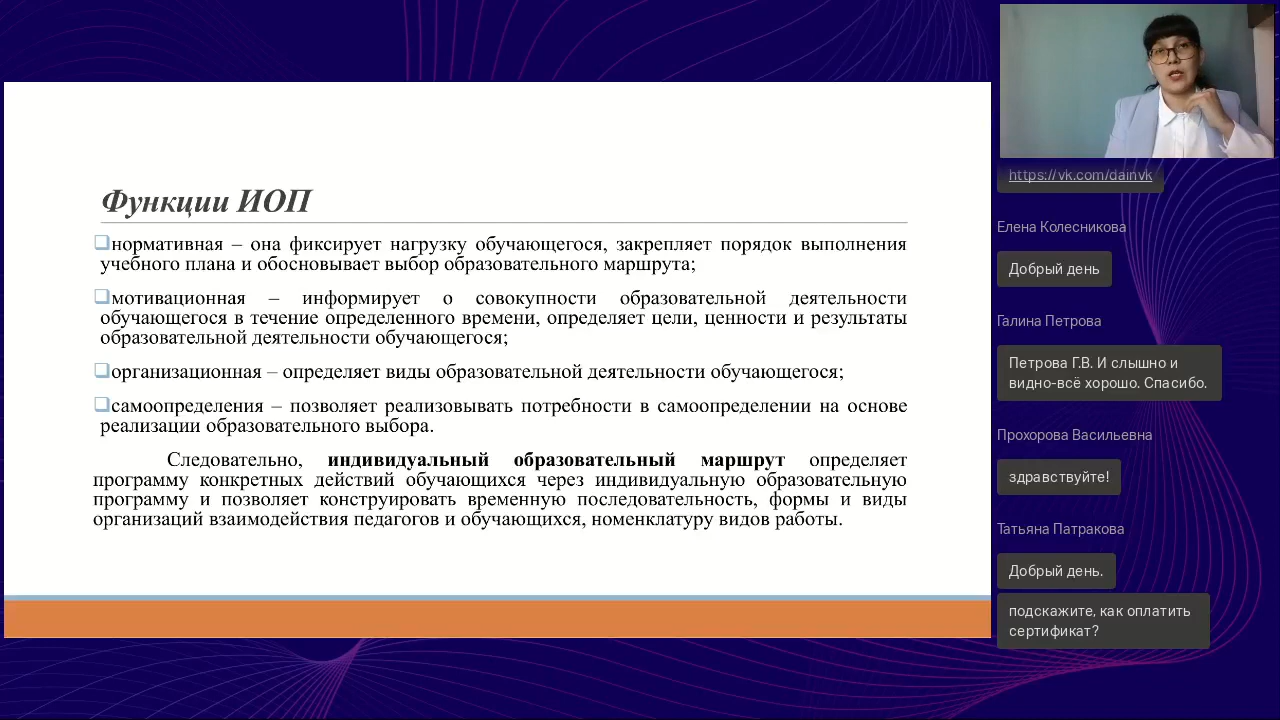 Функции ИОП
нормативная – она фиксирует нагрузку обучающегося, закрепляет порядок выполнения
учебного плана и обосновывает выбор образовательного маршрута;
мотивационная – информирует о совокупности образовательной деятельности
обучающегося в течение определенного времени, определяет цели, ценности и результаты
образовательной деятельности обучающегося;
организационная – определяет виды образовательной деятельности обучающегося;
самоопределения – позволяет реализовывать потребности в самоопределении на основе
реализации образовательного выбора.
Следовательно, индивидуальный образовательный маршрут определяет
программу конкретных действий обучающихся через индивидуальную образовательную
программу и позволяет конструировать временную последовательность, формы и виды
организаций взаимодействия педагогов и обучающихся, номенклатуру видов работы.
https://vk.com/dainvk
Елена Колесникова
Добрый день
Галина Петрова
Петрова Г.В. И слышно и
видно-всё хорошо. Спасибо.
Прохорова Васильевна
здравствуйте!
Татьяна Патракова
Добрый день.
подскажите, как оплатить
сертификат?